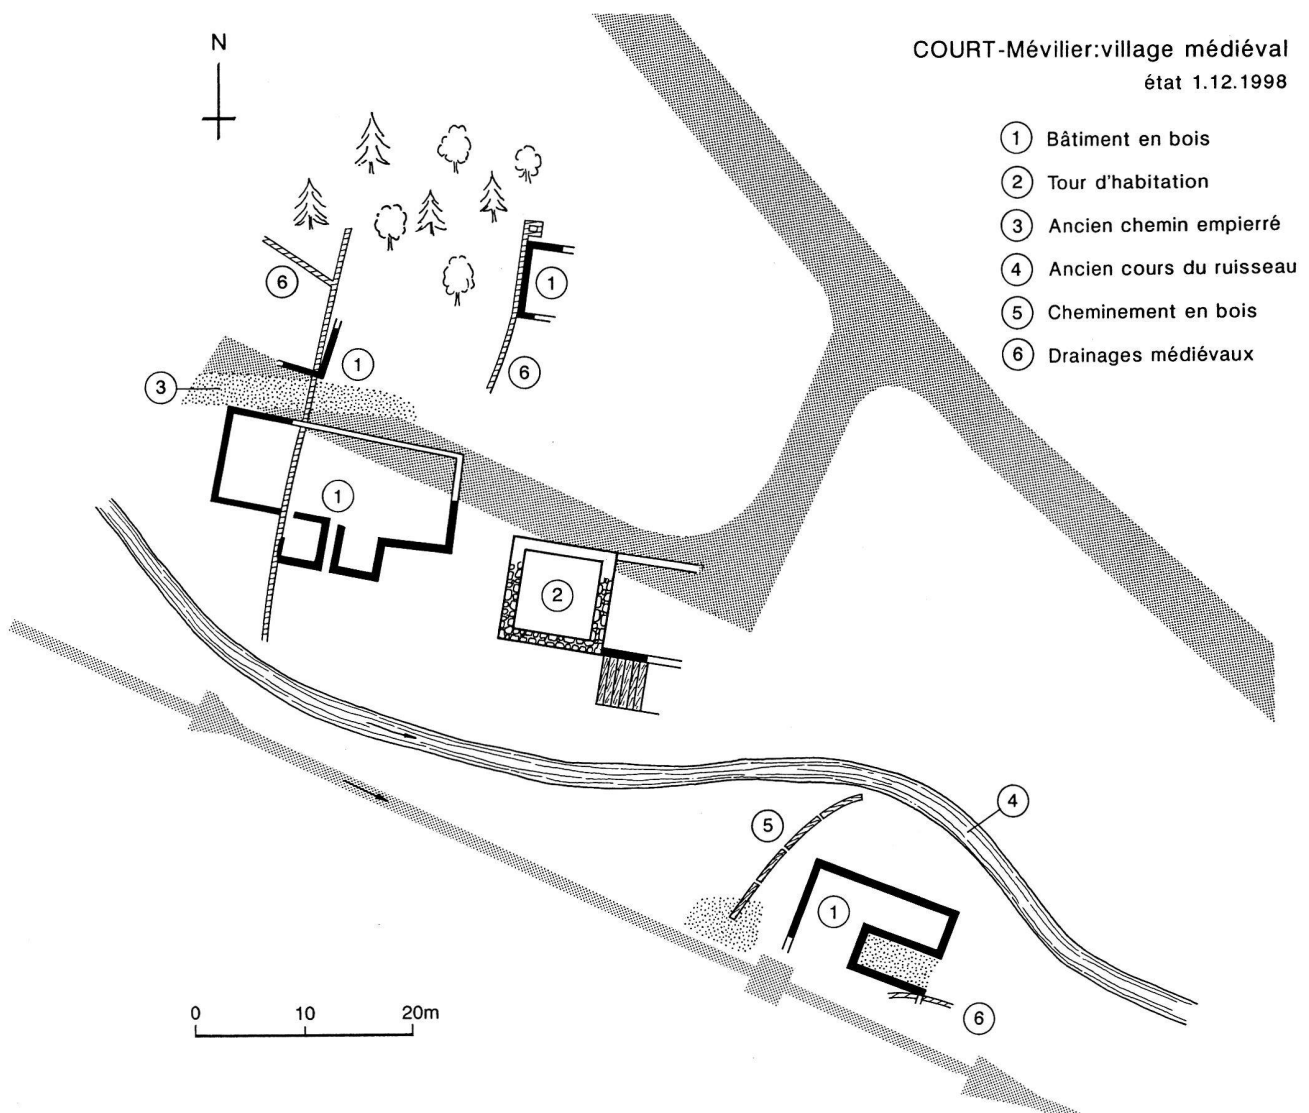 N
COURT-Mévilier:village médiéval
état 1.12.1998
1 Bâtiment en bois
2 Tour d'habitation
3 Ancien chemin empierré
4 Ancien cours du ruisseau
5 Cheminement en bois
6 Drainages médiévaux
6
1
1
6
3
1
2
4
5
1
6
0 10 20m